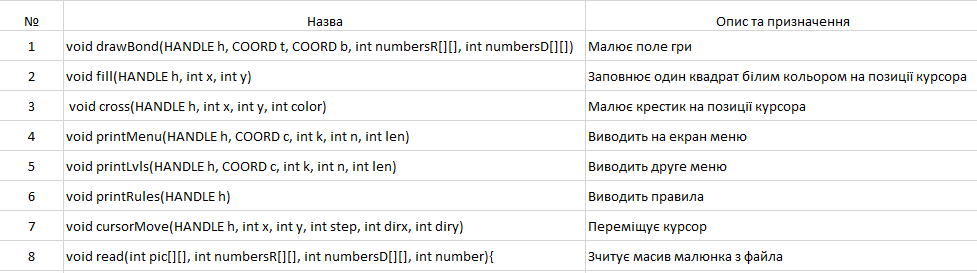 № Назва Опис та призначення
1 void drawBond(HANDLE h, COORD t, COORD b, int numbersR[][], int numbersD[][]) Малює поле гри
2 void fill(HANDLE h, int x, int y) Заповнює один квадрат білим кольором на позиції курсора
3 void cross(HANDLE h, int x, int y, int color) Малює крестик на позиції курсора
4 void printMenu(HANDLE h, COORD c, int k, int n, int len) Виводить на екран меню
5 void printLvls(HANDLE h, COORD c, int k, int n, int len) Виводить друге меню
6 void printRules(HANDLE h) Виводить правила
7 void cursorMove(HANDLE h, int x, int y, int step, int dirx, int diry) Переміщує курсор
8 void read(int pic[][], int numbersR[][], int numbersD[][], int number){ Зчитує масив малюнка з файла